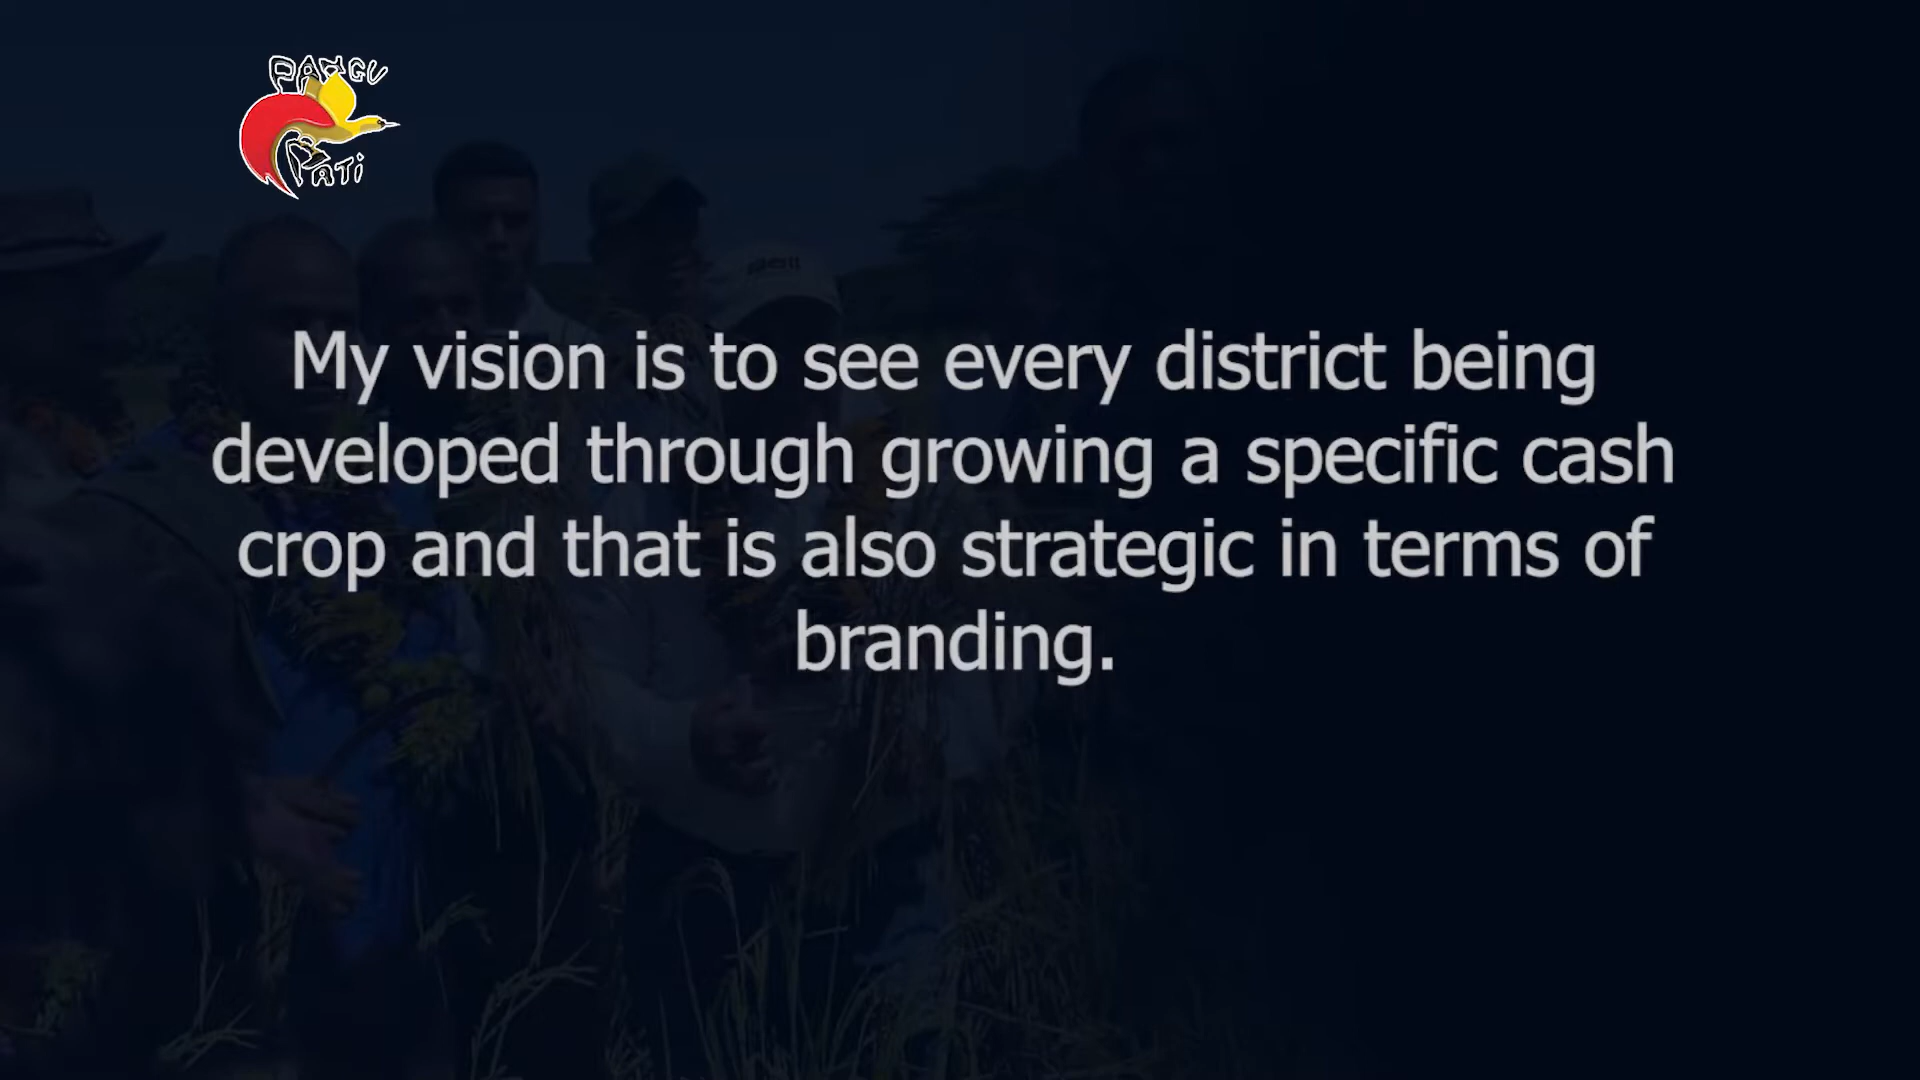 PANGU
PATi
My vision is to see every district being
developed through growing a specific cash
crop and that is also strategic in terms of
branding.